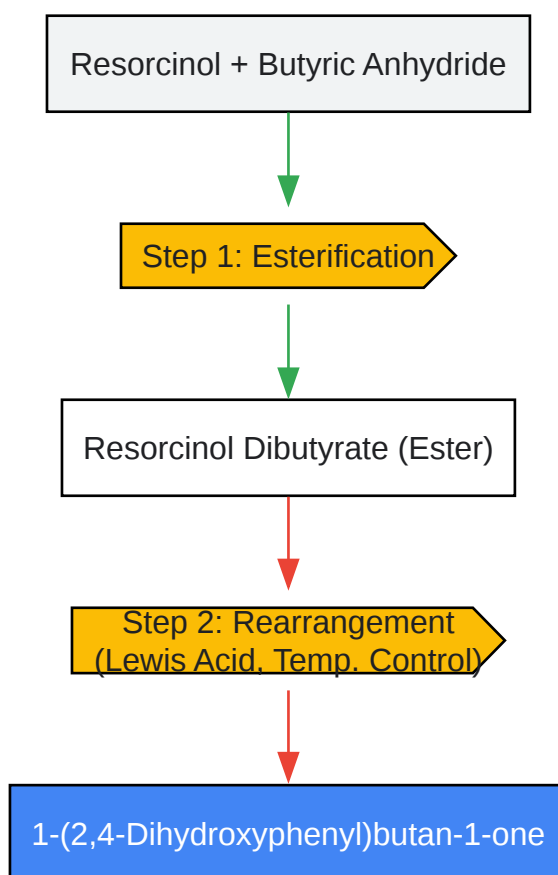 Resorcinol + Butyric Anhydride
Step 1: Esterification
Resorcinol Dibutyrate (Ester)
Step 2: Rearrangement
(Lewis Acid, Temp. Control)
1-(2,4-Dihydroxyphenyl)butan-1-one